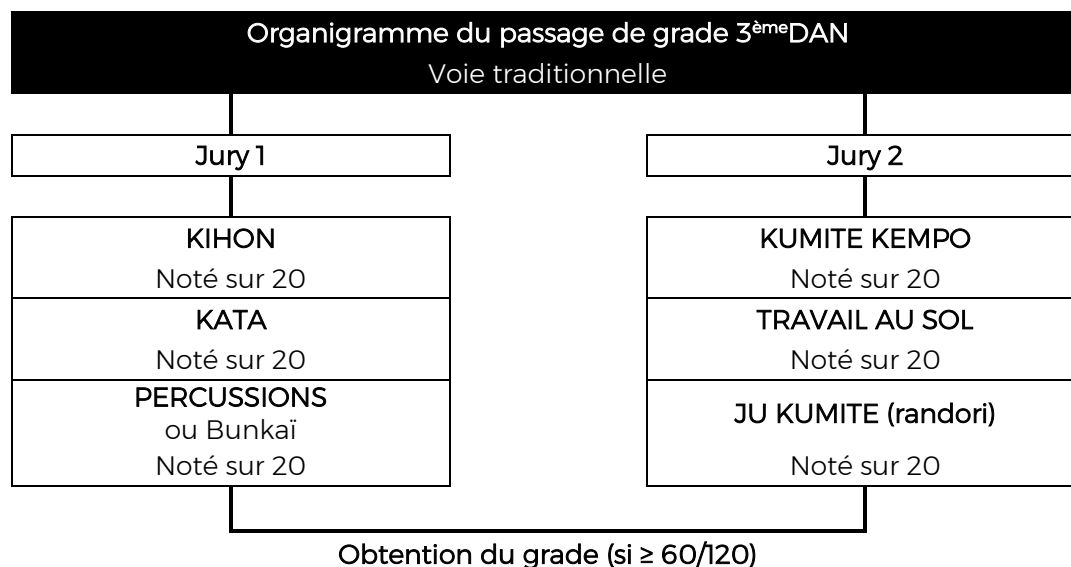 Organigramme du passage de grade 3èmeDAN
Voie traditionnelle
Jury 1
KIHON
Noté sur 20
KATA
Noté sur 20
PERCUSSIONS
ou Bunkaï
Noté sur 20
Jury 2
KUMITE KEMPO
Noté sur 20
TRAVAIL AU SOL
Noté sur 20
JU KUMITE (randori)
Noté sur 20
Obtention du grade (si ≥ 60/120)